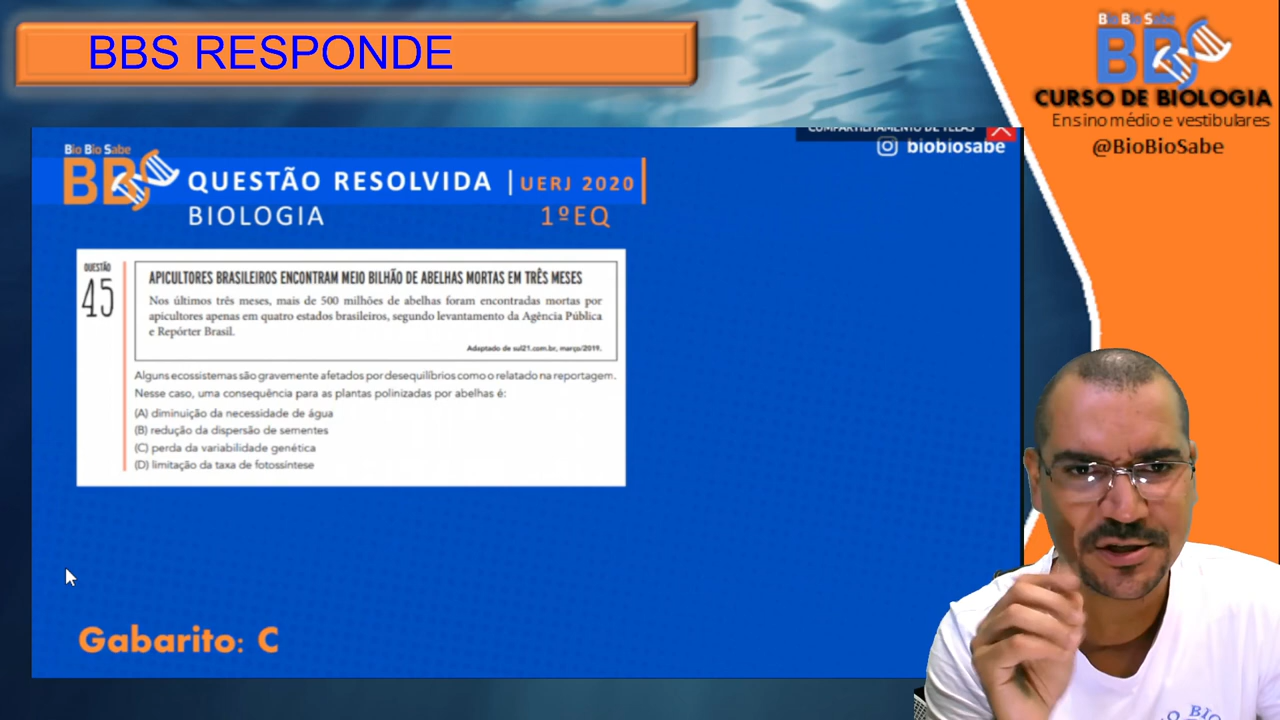 BBS RESPONDE
Bio Bio Sabe
BBS
CURSO DE BIOLOGIA
Ensino médio e vestibulares
@BioBioSabe
COMPARTILHAMENTO DE TELAS
biobiosabe
Bio Bio Sabe
BBS
QUESTÃO RESOLVIDA | UERJ 2020
BIOLOGIA 1ºEQ
QUESTÃO
45
APICULTORES BRASILEIROS ENCONTRAM MEIO BILHÃO DE ABELHAS MORTAS EM TRÊS MESES
Nos últimos três meses, mais de 500 milhões de abelhas foram encontradas mortas por
apicultores apenas em quatro estados brasileiros, segundo levantamento da Agência Pública
e Repórter Brasil.
Adaptado de sul21.com.br, março/2019.
Alguns ecossistemas são gravemente afetados por desequilíbrios como o relatado na reportagem.
Nesse caso, uma consequência para as plantas polinizadas por abelhas é:
(A) diminuição da necessidade de água
(B) redução da dispersão de sementes
(C) perda da variabilidade genética
(D) limitação da taxa de fotossíntese
Gabarito: C